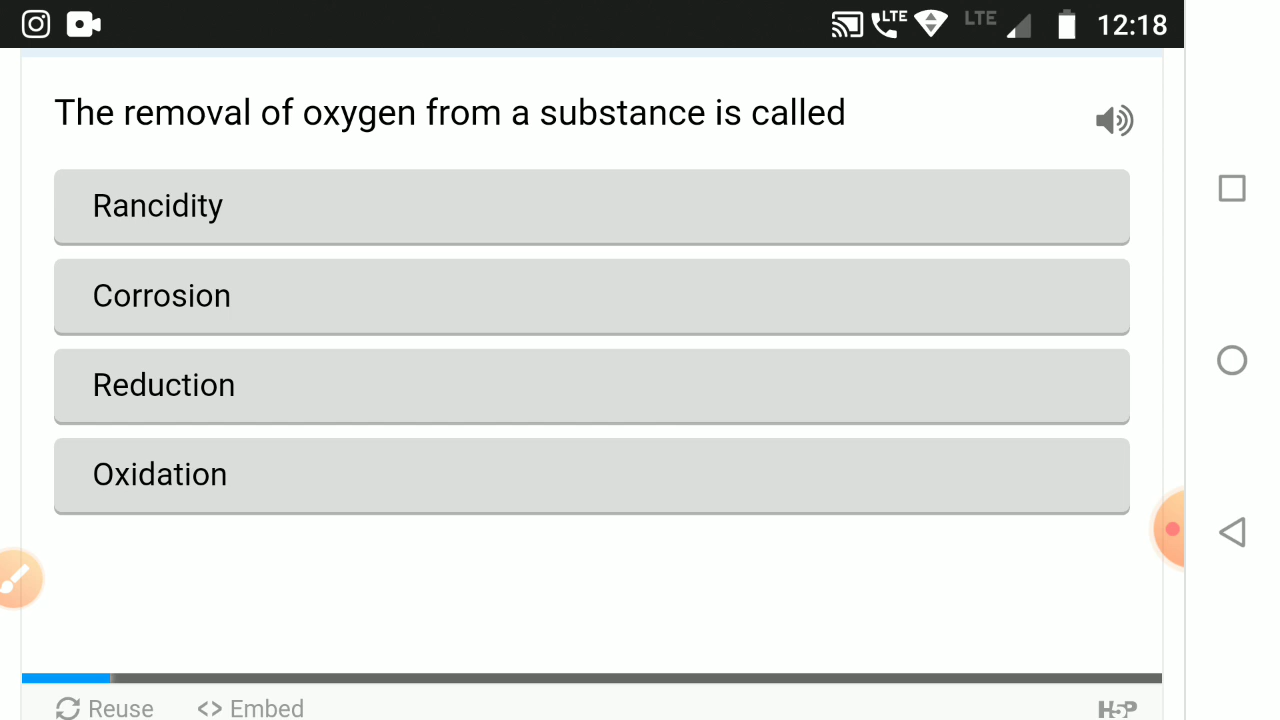 LTE LTE 12:18
The removal of oxygen from a substance is called
Rancidity
Corrosion
Reduction
Oxidation
Reuse <> Embed H5P